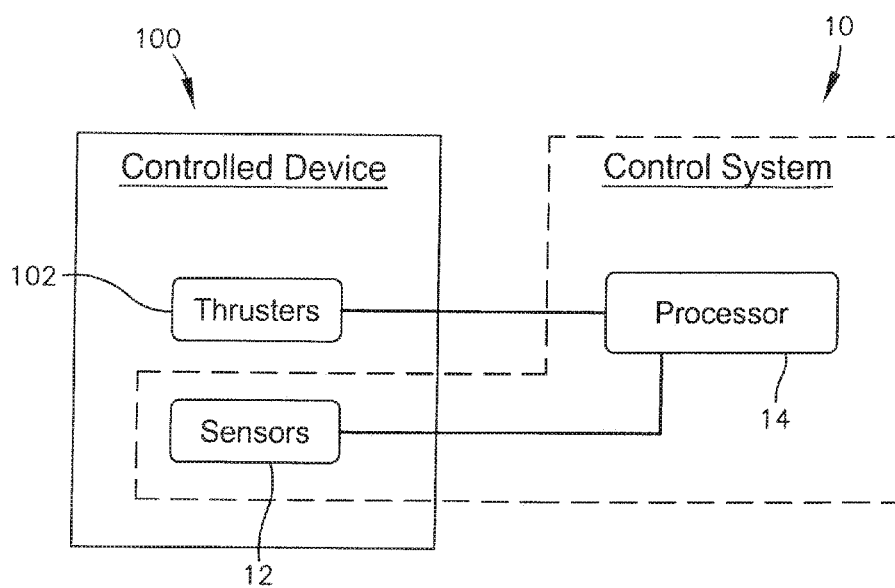 100
10
Controlled Device
Control System
102
Thrusters
Processor
Sensors
14
12